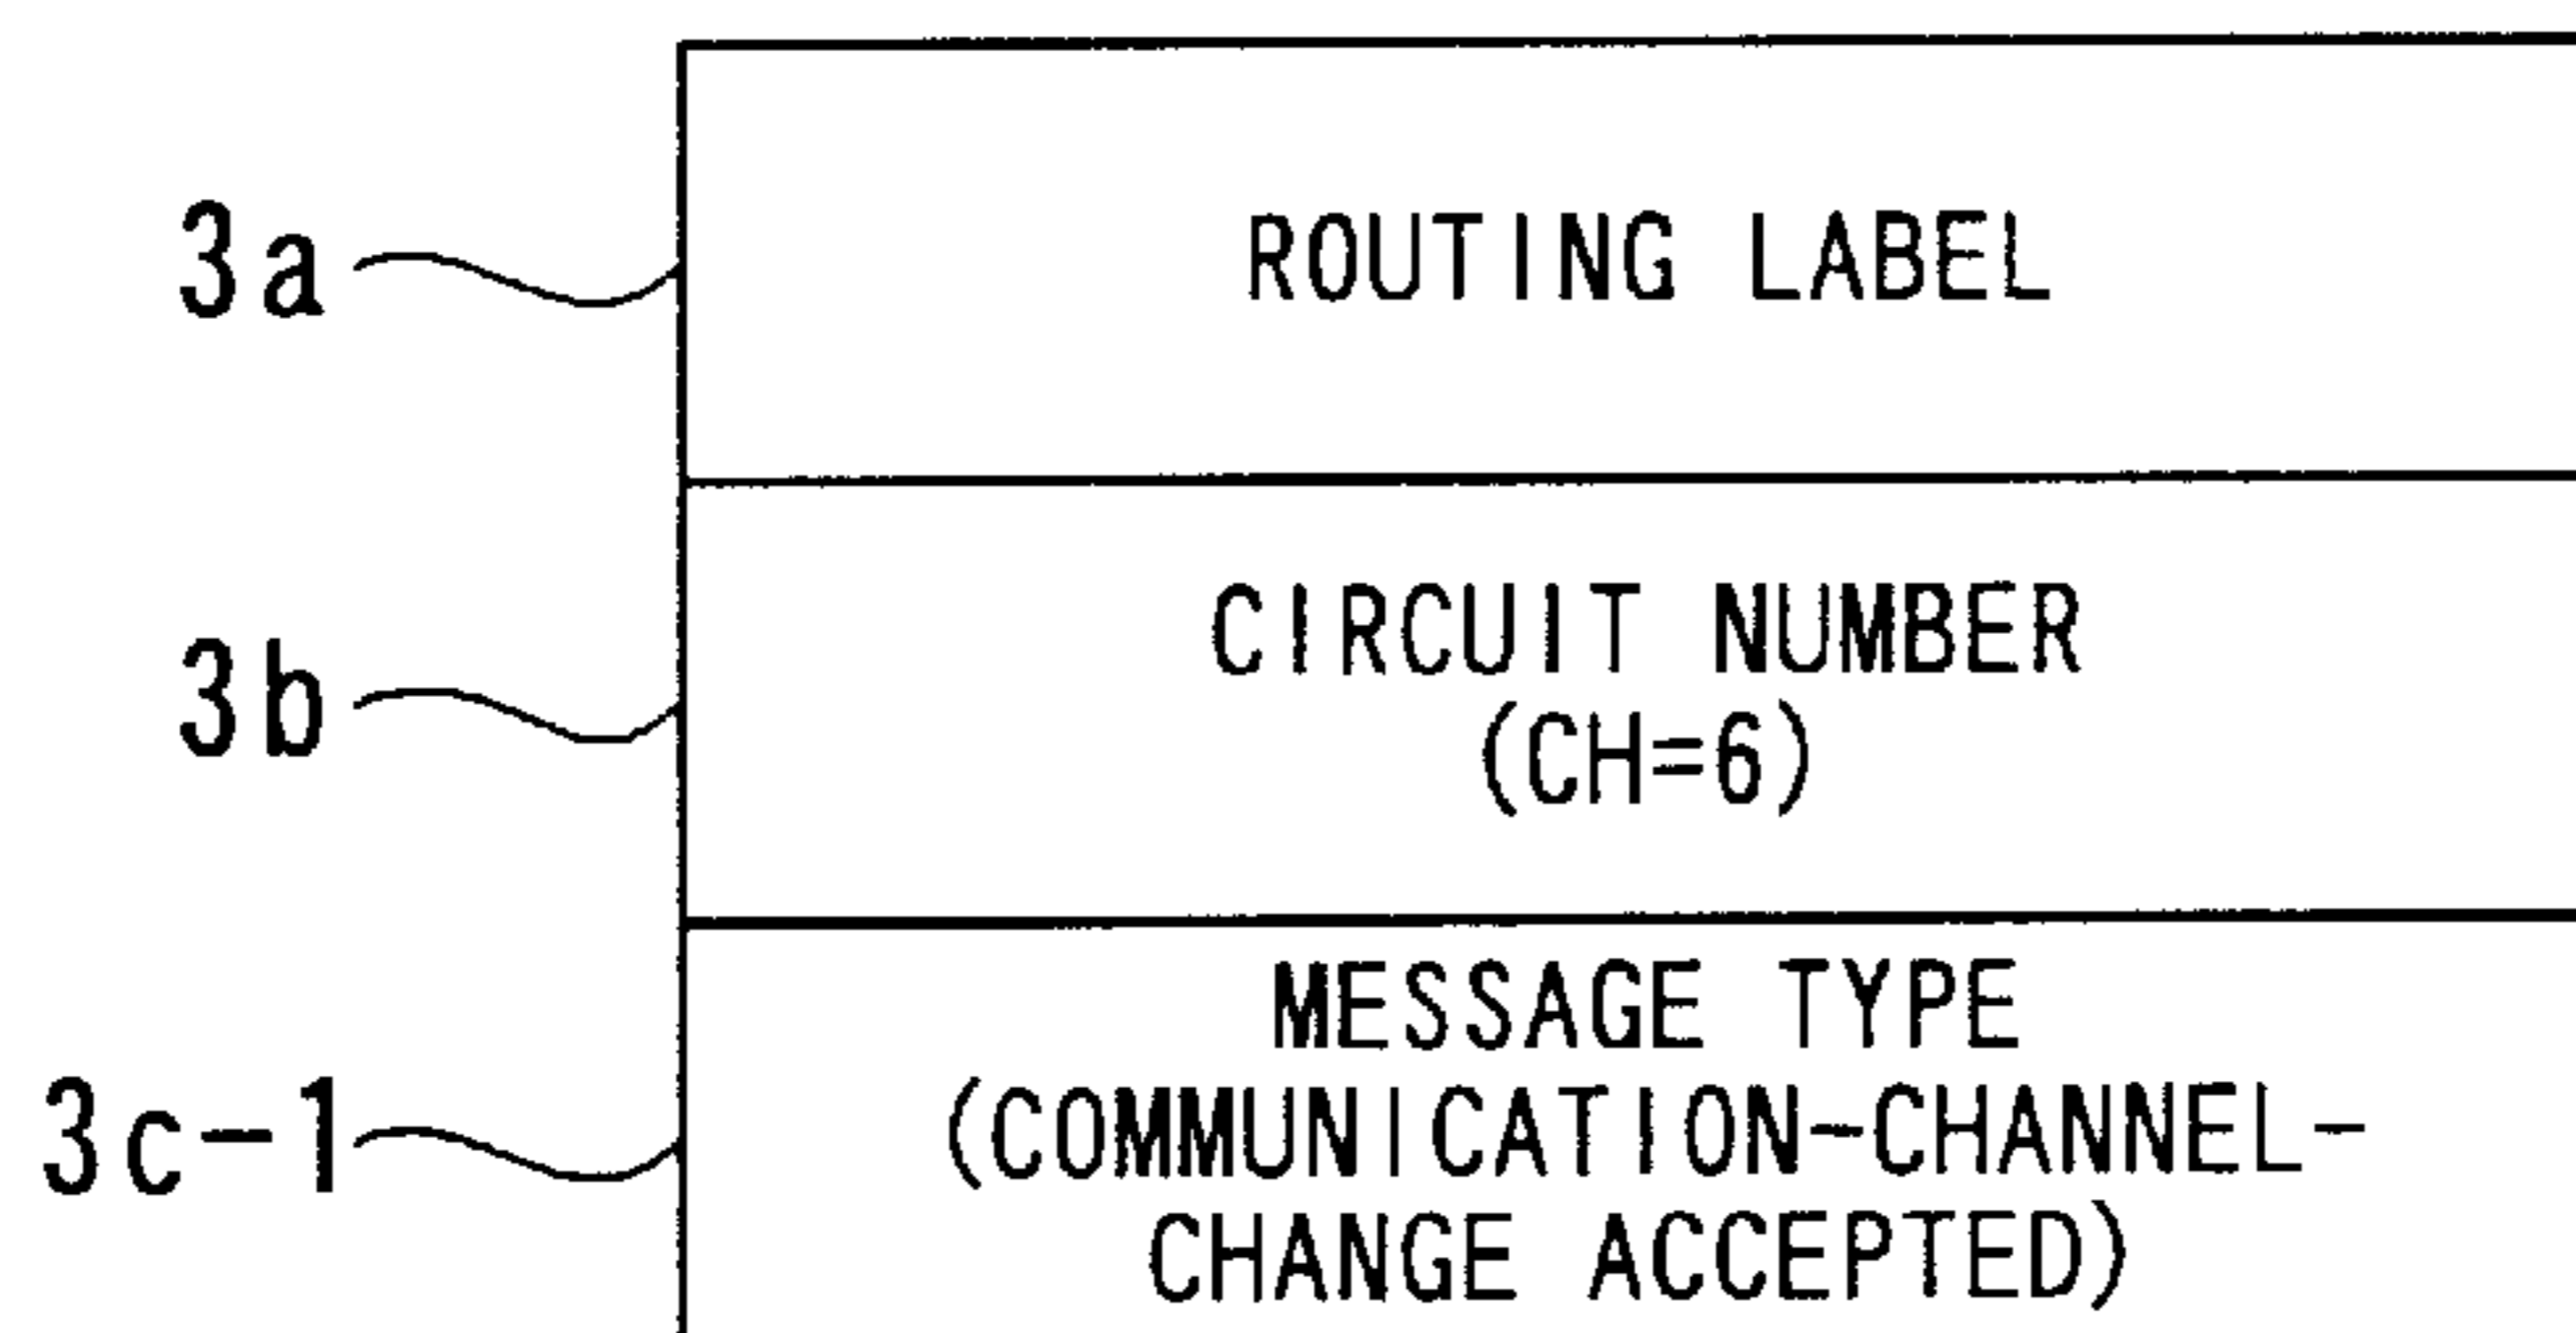 3a ROUTING LABEL
3b CIRCUIT NUMBER
(CH=6)
MESSAGE TYPE
3c-1 (COMMUNICATION-CHANNEL-
CHANGE ACCEPTED)